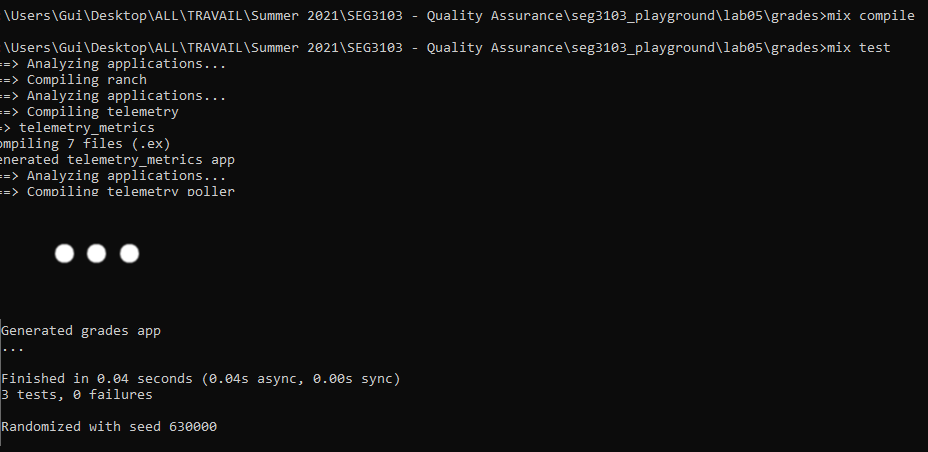 :\Users\Gui\Desktop\ALL\TRAVAIL\Summer 2021\SEG3103 - Quality Assurance\seg3103_playground\lab05\grades>mix compile
:\Users\Gui\Desktop\ALL\TRAVAIL\Summer 2021\SEG3103 - Quality Assurance\seg3103_playground\lab05\grades>mix test
==> Analyzing applications...
==> Compiling ranch
==> Analyzing applications...
==> Compiling telemetry
=> telemetry_metrics
ompiling 7 files (.ex)
enerated telemetry_metrics app
==> Analyzing applications...
==> Compiling telemetry_poller
Generated grades app
...
Finished in 0.04 seconds (0.04s async, 0.00s sync)
3 tests, 0 failures
Randomized with seed 630000